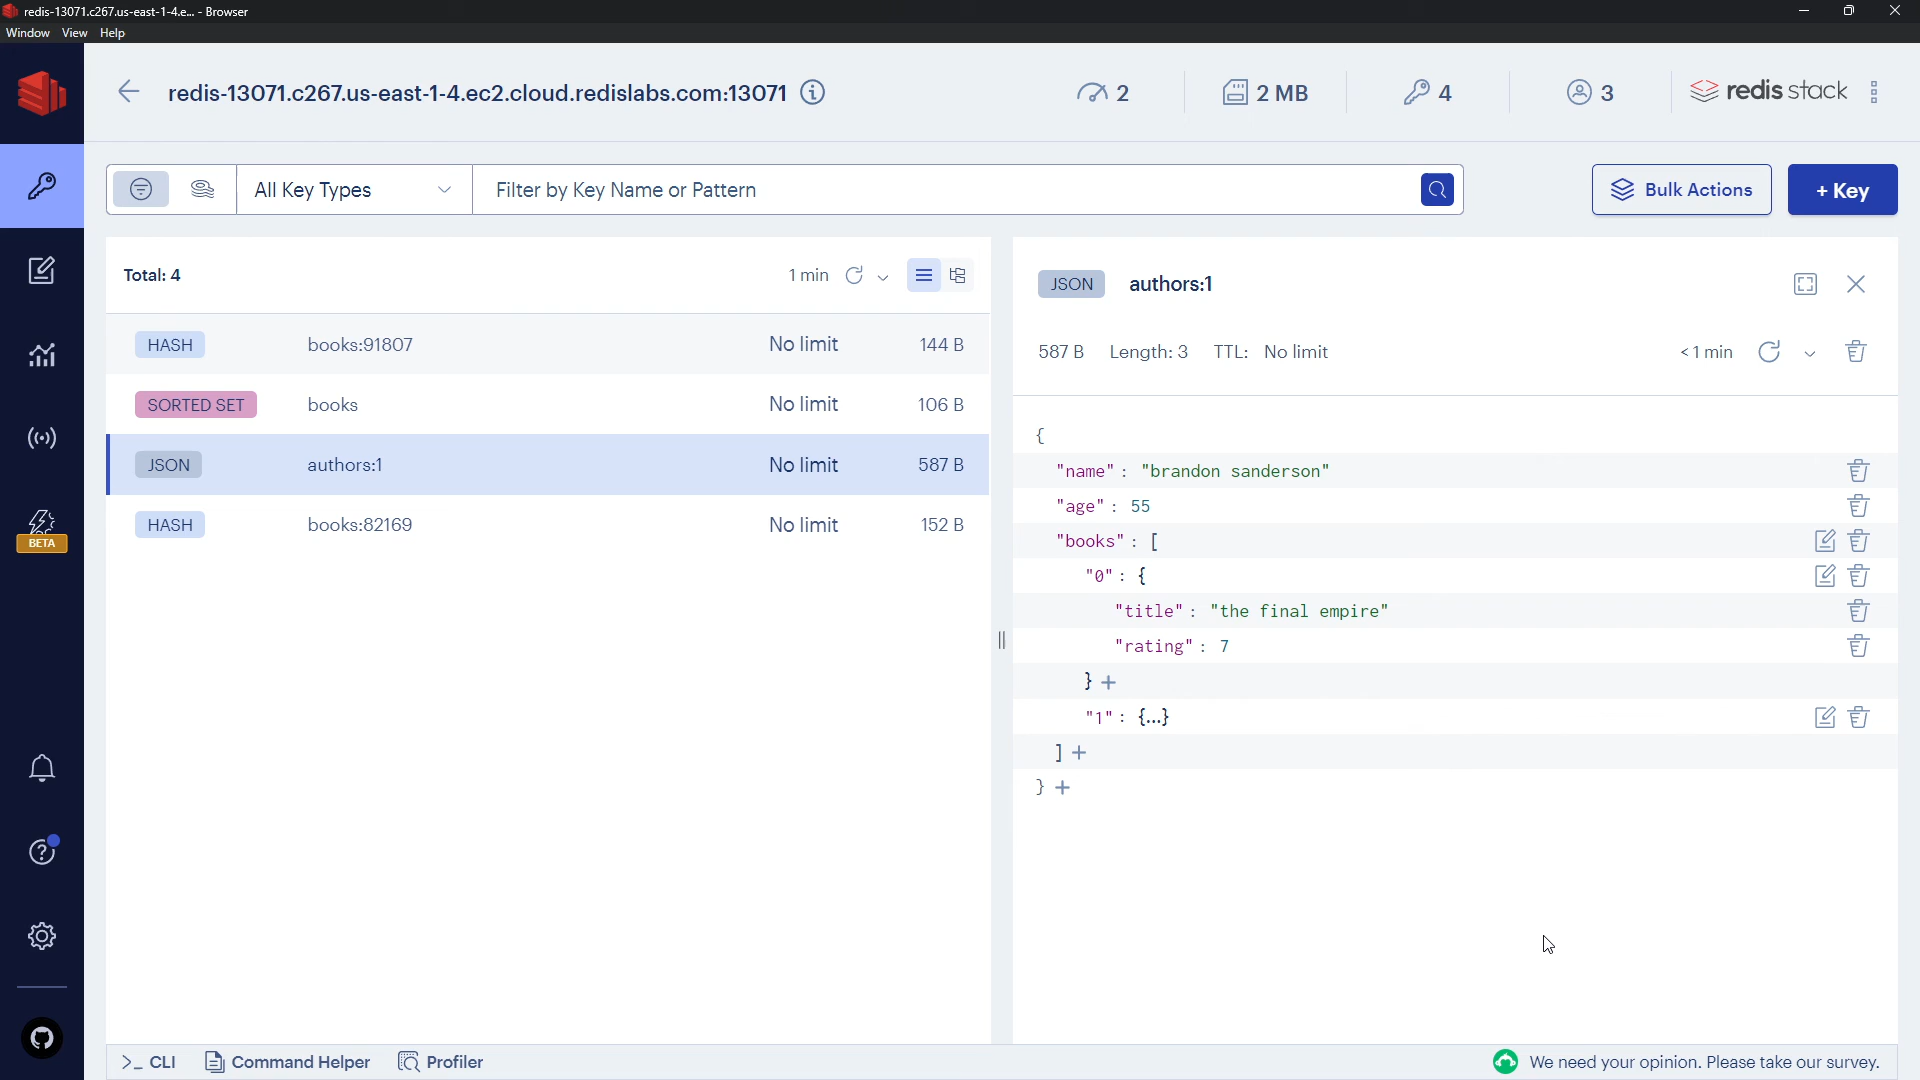 redis-13071.c267.us-east-1-4.e... - Browser
Window View Help
redis-13071.c267.us-east-1-4.ec2.cloud.redislabs.com:13071
2
2 MB
4
3
redis stack
All Key Types
Filter by Key Name or Pattern
Bulk Actions
+ Key
Total: 4
1 min
HASH books:91807 No limit 144 B
SORTED SET books No limit 106 B
JSON authors:1 No limit 587 B
HASH books:82169 No limit 152 B
BETA
JSON authors:1
587 B Length: 3 TTL: No limit
< 1 min
{
"name" : "brandon sanderson"
"age" : 55
"books" : [
"0" : {
"title" : "the final empire"
"rating" : 7
} +
"1" : {...}
] +
} +
>_ CLI
Command Helper
Profiler
We need your opinion. Please take our survey.